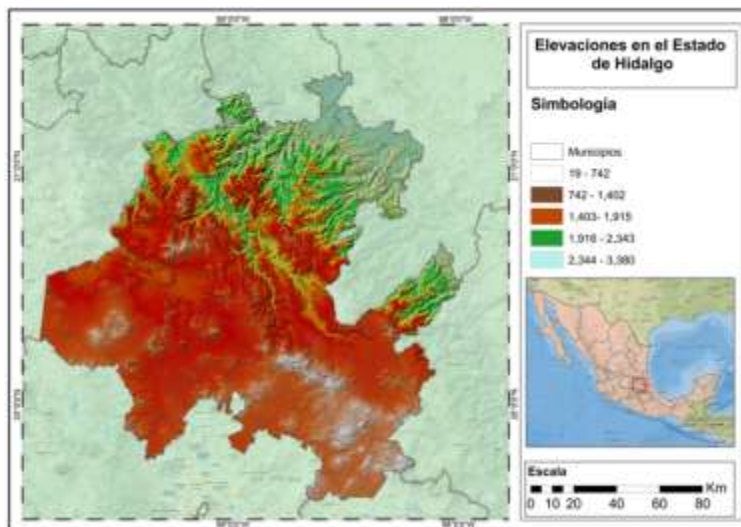 Elevaciones en el Estado
de Hidalgo
Simbología
Municipios
19 - 742
742 - 1,402
1,403- 1,915
1,916 - 2,343
2,344 - 3,380
Escala
Km
0 10 20 40 60 80